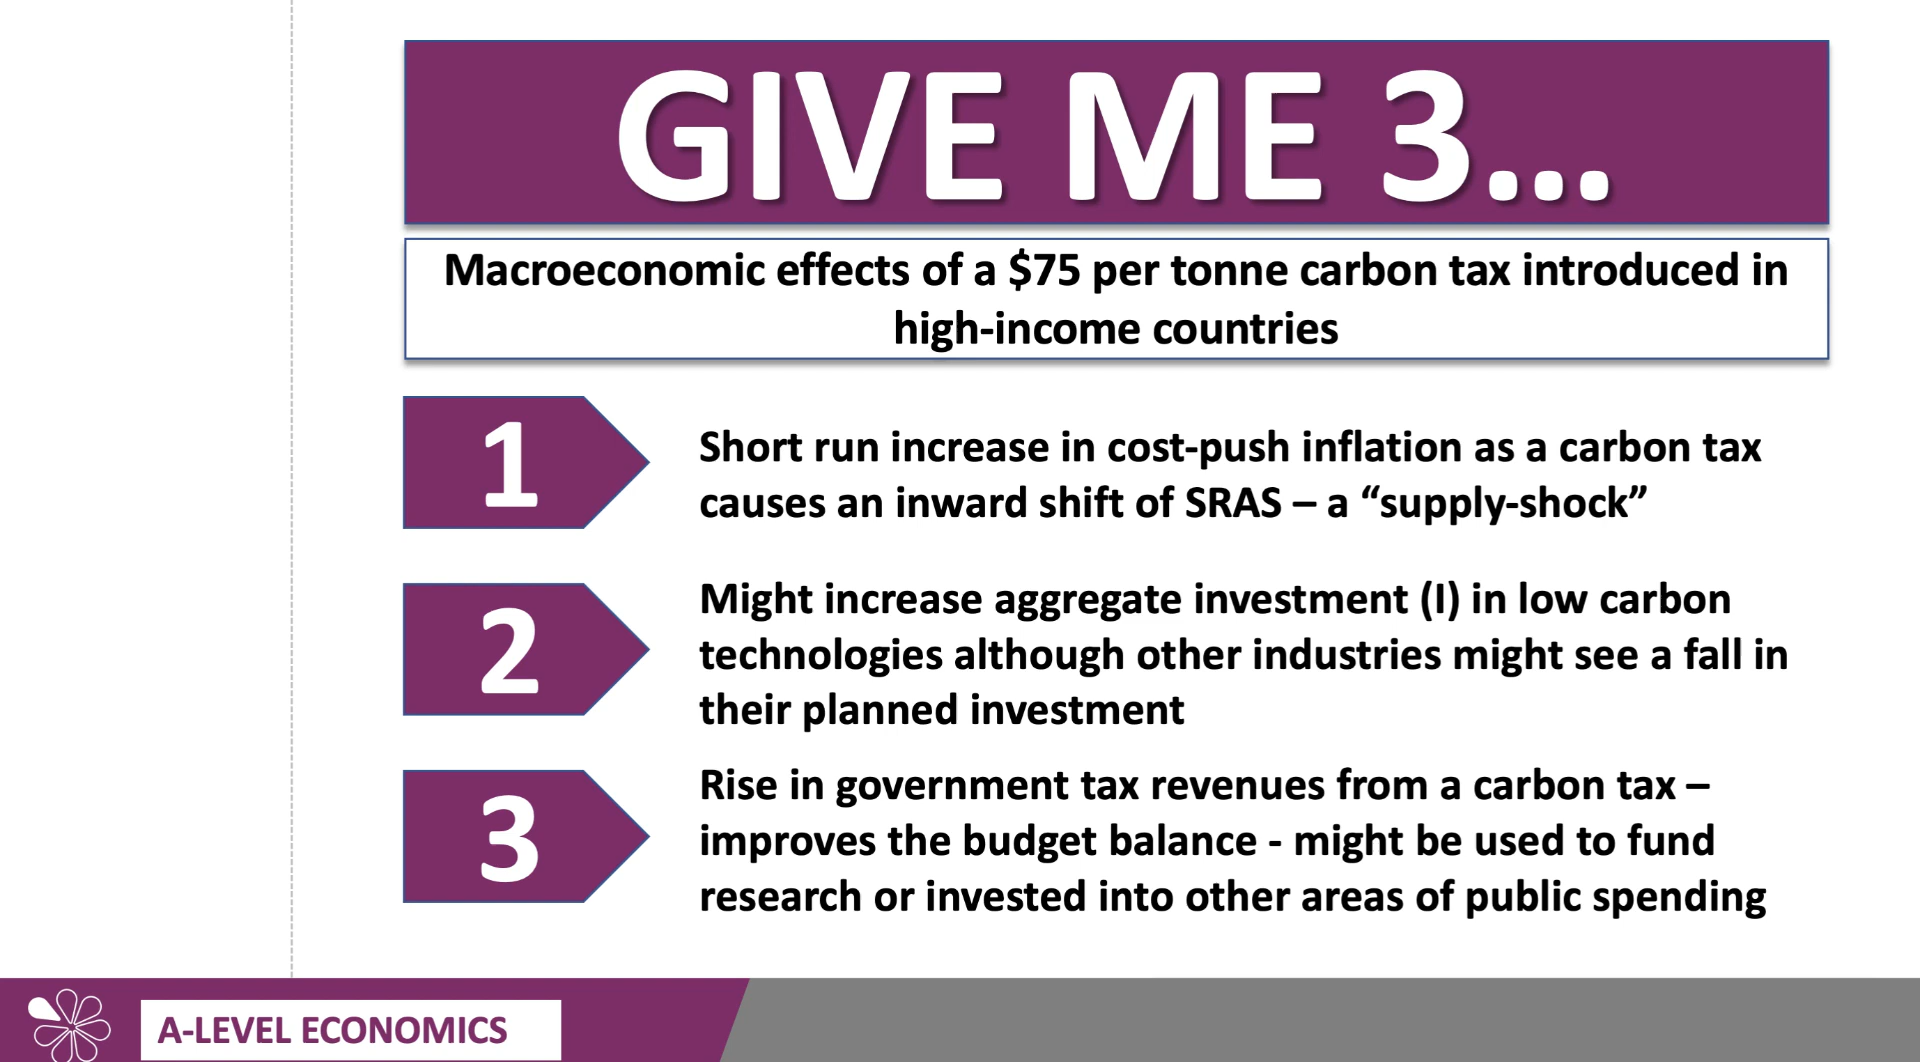 GIVE ME 3...
Macroeconomic effects of a $75 per tonne carbon tax introduced in
high-income countries
1
Short run increase in cost-push inflation as a carbon tax
causes an inward shift of SRAS – a “supply-shock”
2
Might increase aggregate investment (I) in low carbon
technologies although other industries might see a fall in
their planned investment
3
Rise in government tax revenues from a carbon tax –
improves the budget balance - might be used to fund
research or invested into other areas of public spending
A-LEVEL ECONOMICS